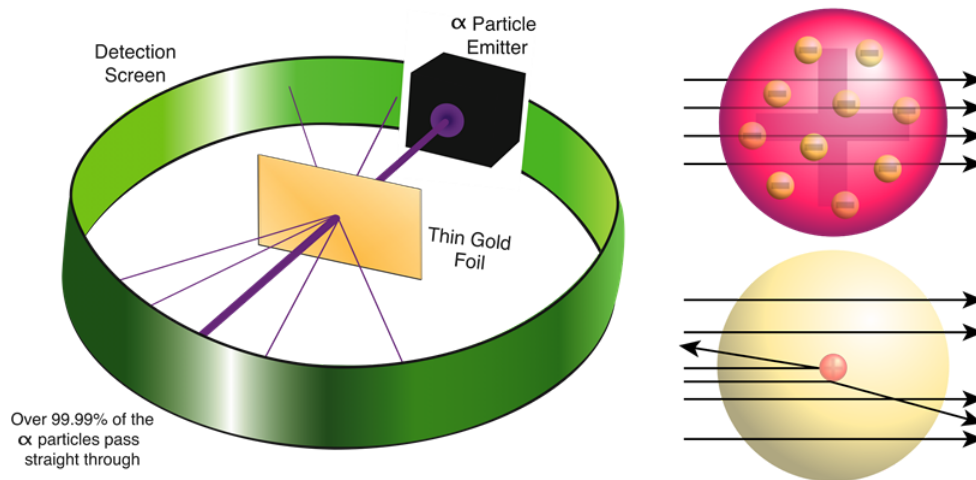 α Particle
Emitter
Detection
Screen
Thin Gold
Foil
Over 99.99% of the
α particles pass
straight through